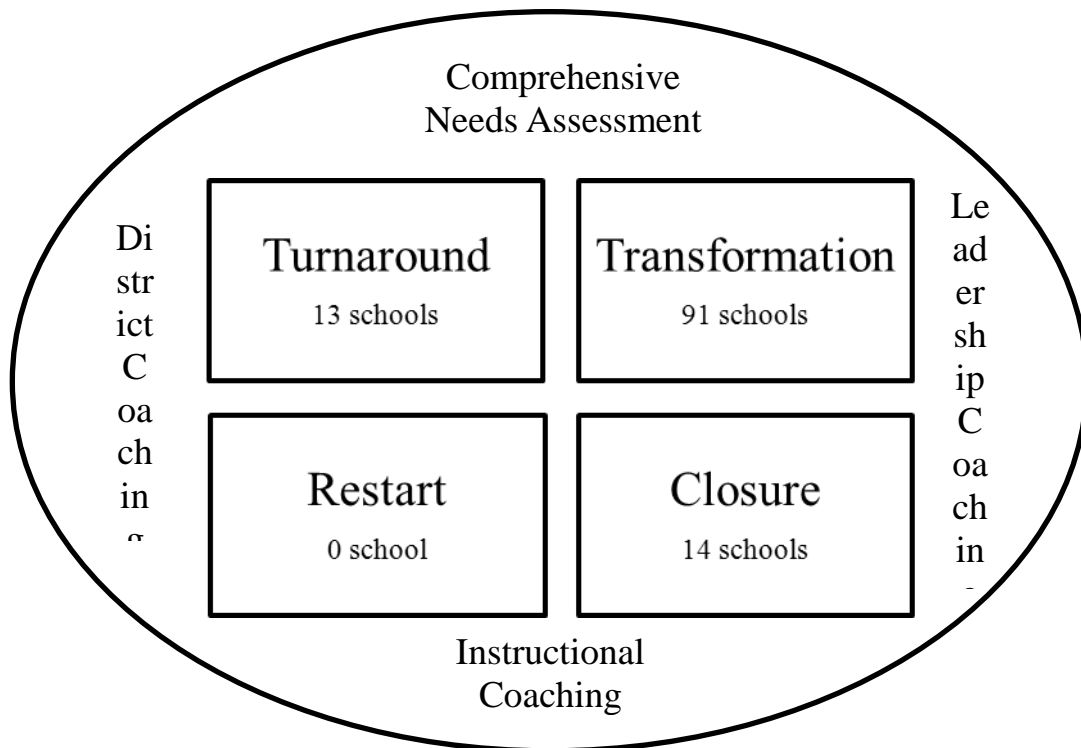 Comprehensive
Needs Assessment
Di
str
ict
C
oa
ch
in
Turnaround
13 schools
Transformation
91 schools
Le
ad
er
sh
ip
C
oa
ch
in
Restart
0 school
Closure
14 schools
Instructional
Coaching